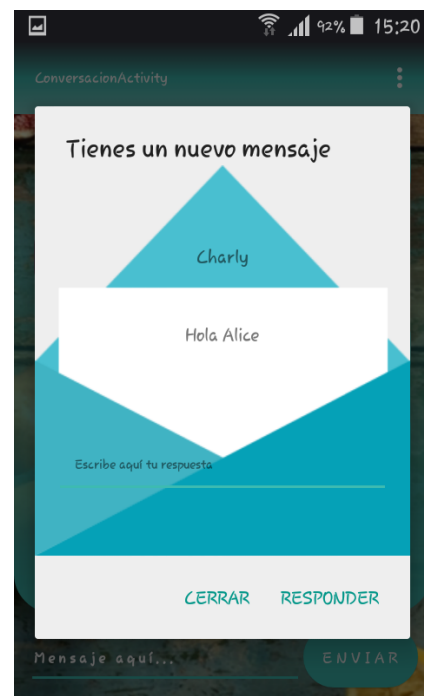 92% 15:20
ConversacionActivity
Tienes un nuevo mensaje
Charly
Hola Alice
Escribe aquí tu respuesta
CERRAR RESPONDER
Mensaje aquí... ENVIAR